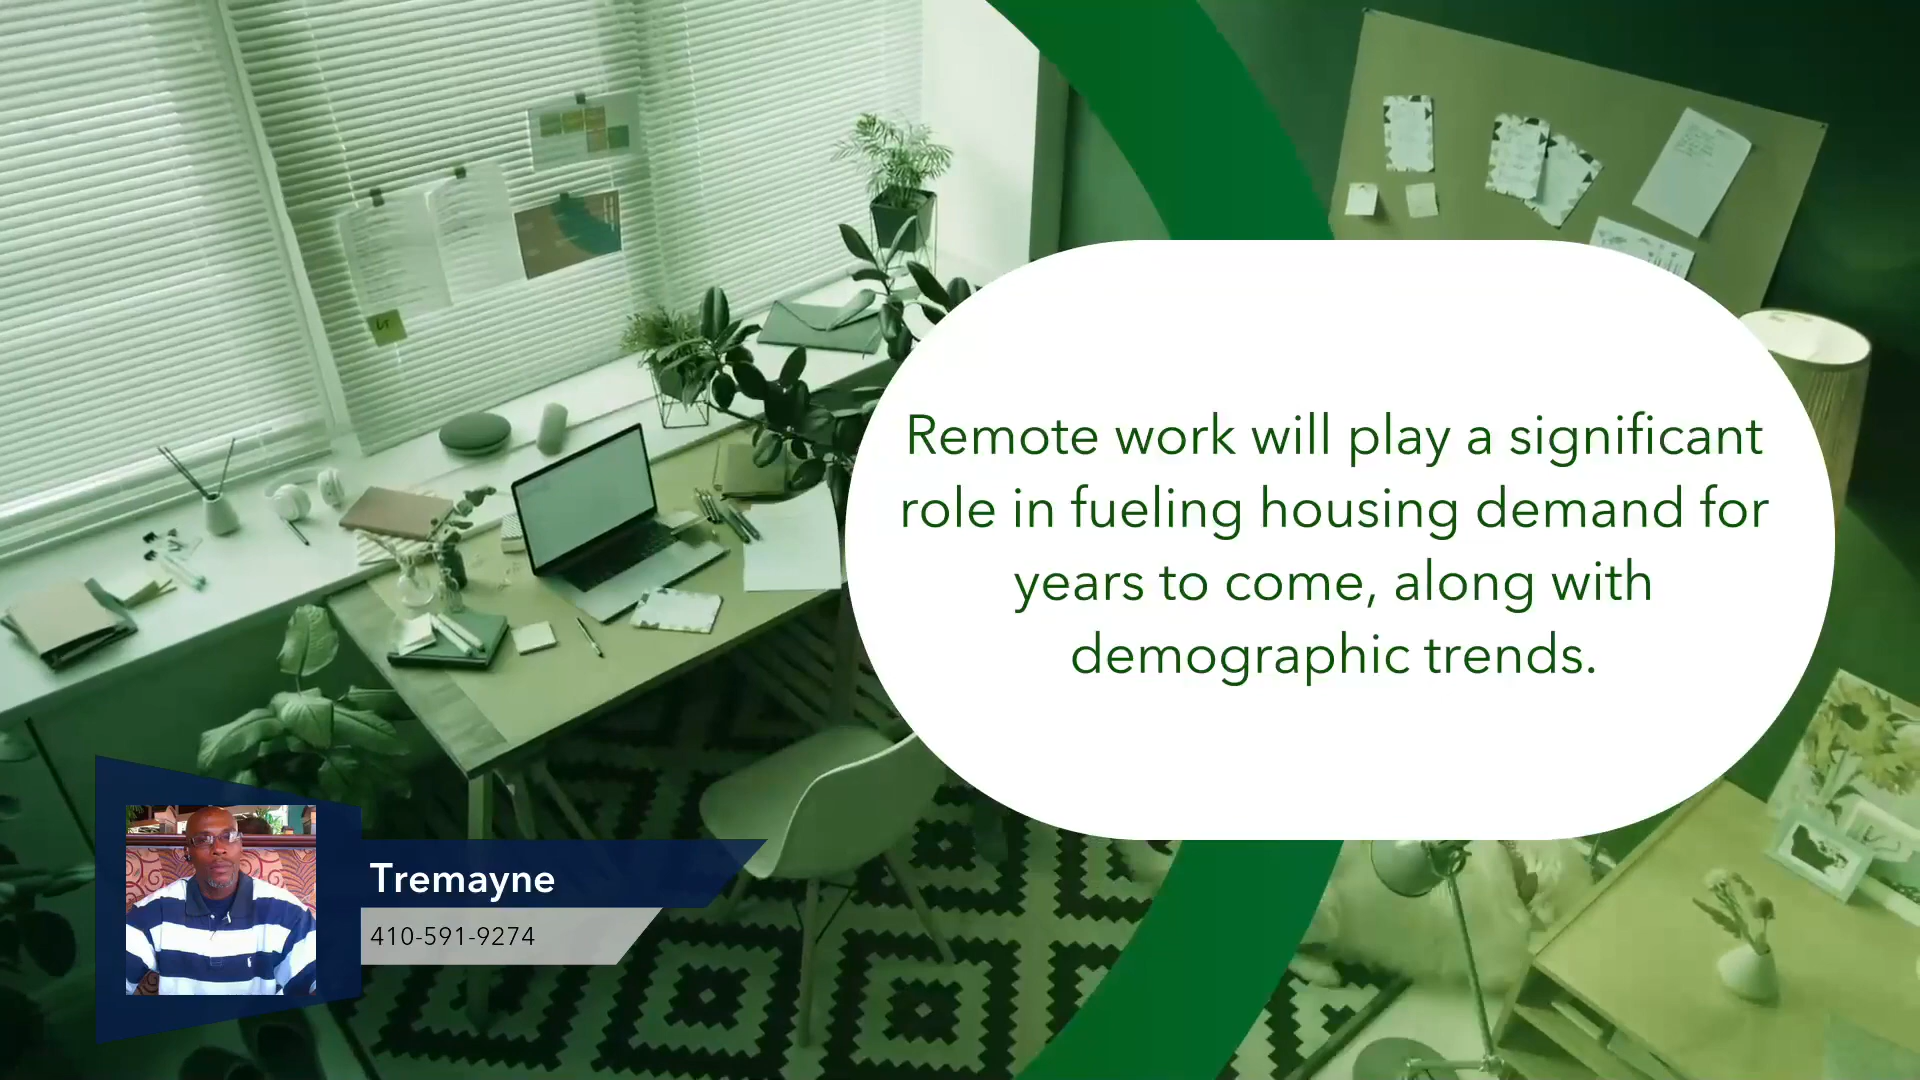 Remote work will play a significant
role in fueling housing demand for
years to come, along with
demographic trends.
Tremayne
410-591-9274